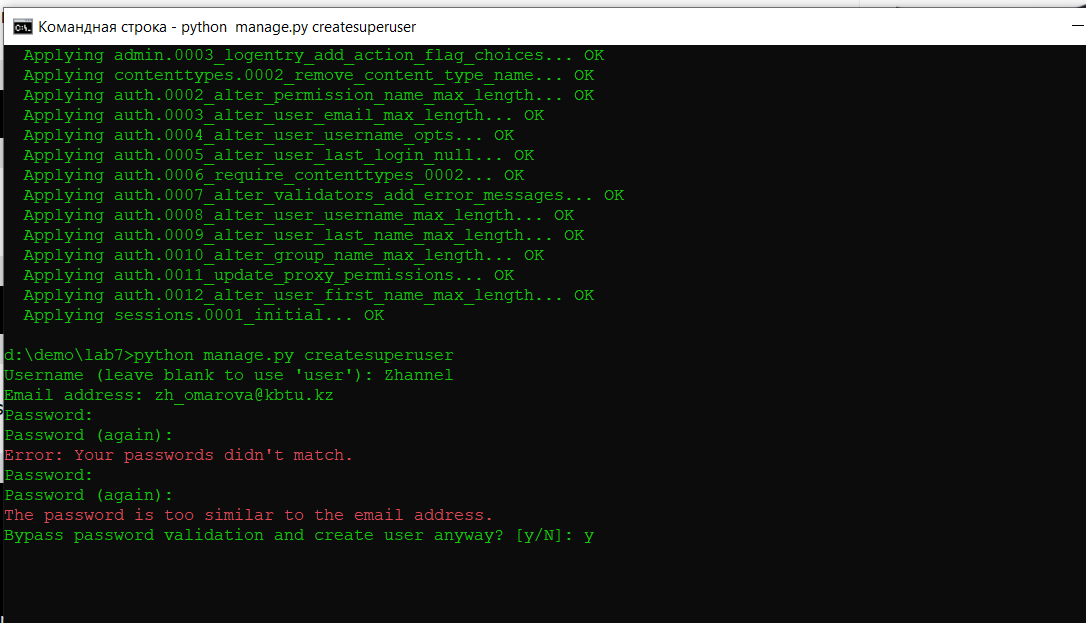 Командная строка - python  manage.py createsuperuser
Applying admin.0003_logentry_add_action_flag_choices... OK
Applying contenttypes.0002_remove_content_type_name... OK
Applying auth.0002_alter_permission_name_max_length... OK
Applying auth.0003_alter_user_email_max_length... OK
Applying auth.0004_alter_user_username_opts... OK
Applying auth.0005_alter_user_last_login_null... OK
Applying auth.0006_require_contenttypes_0002... OK
Applying auth.0007_alter_validators_add_error_messages... OK
Applying auth.0008_alter_user_username_max_length... OK
Applying auth.0009_alter_user_last_name_max_length... OK
Applying auth.0010_alter_group_name_max_length... OK
Applying auth.0011_update_proxy_permissions... OK
Applying auth.0012_alter_user_first_name_max_length... OK
Applying sessions.0001_initial... OK
d:\demo\lab7>python manage.py createsuperuser
Username (leave blank to use 'user'): Zhannel
Email address: zh_omarova@kbtu.kz
Password:
Password (again):
Error: Your passwords didn't match.
Password:
Password (again):
The password is too similar to the email address.
Bypass password validation and create user anyway? [y/N]: y